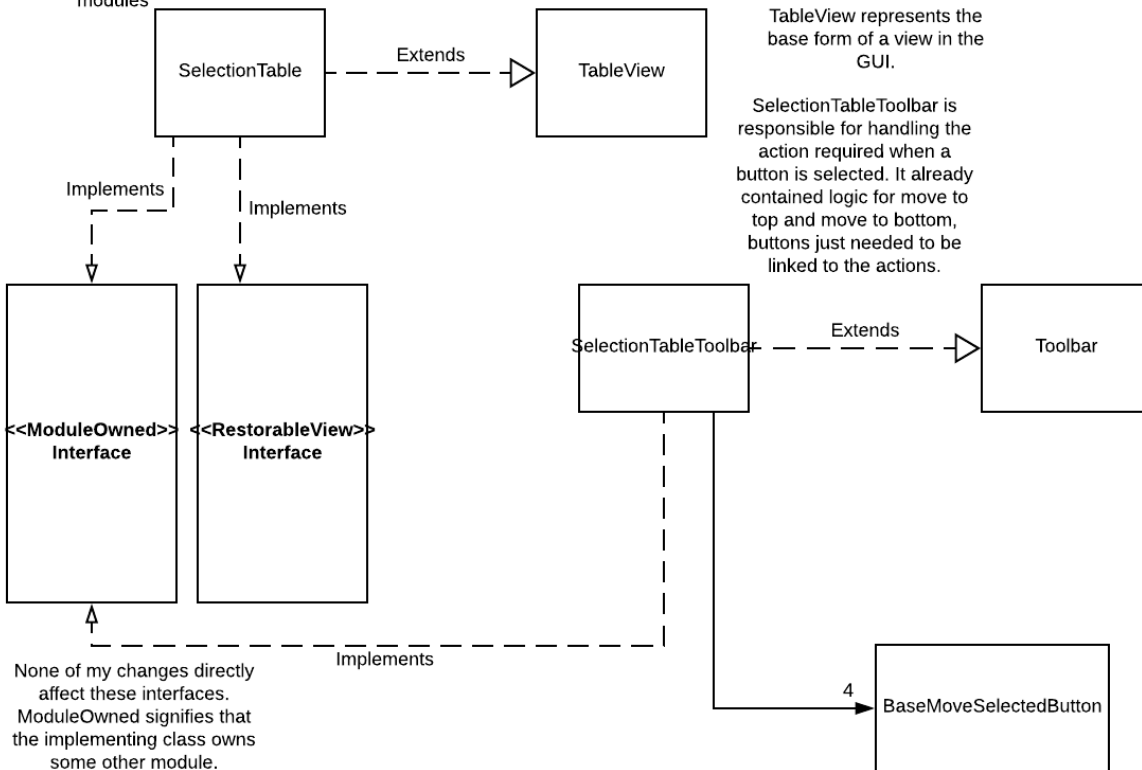 modules
SelectionTable
Extends
TableView
TableView represents the
base form of a view in the
GUI.
SelectionTableToolbar is
responsible for handling the
action required when a
button is selected. It already
contained logic for move to
top and move to bottom,
buttons just needed to be
linked to the actions.
Implements
Implements
<<ModuleOwned>>
Interface
<<RestorableView>>
Interface
SelectionTableToolbar
Extends
Toolbar
Implements
None of my changes directly
affect these interfaces.
ModuleOwned signifies that
the implementing class owns
some other module.
4
BaseMoveSelectedButton